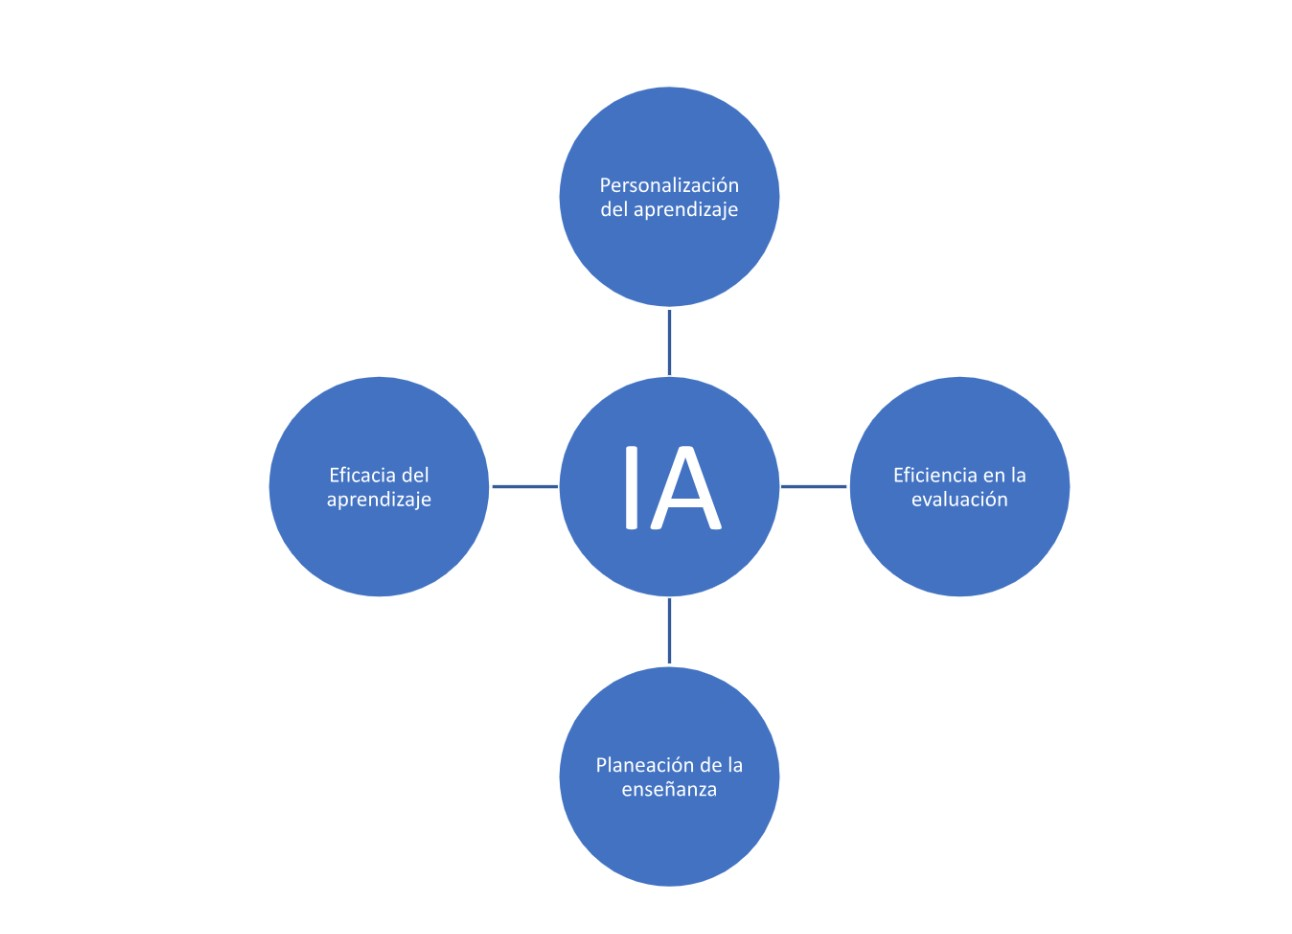 Personalización
del aprendizaje
Eficacia del
aprendizaje
IA
Eficiencia en la
evaluación
Planeación de la
enseñanza